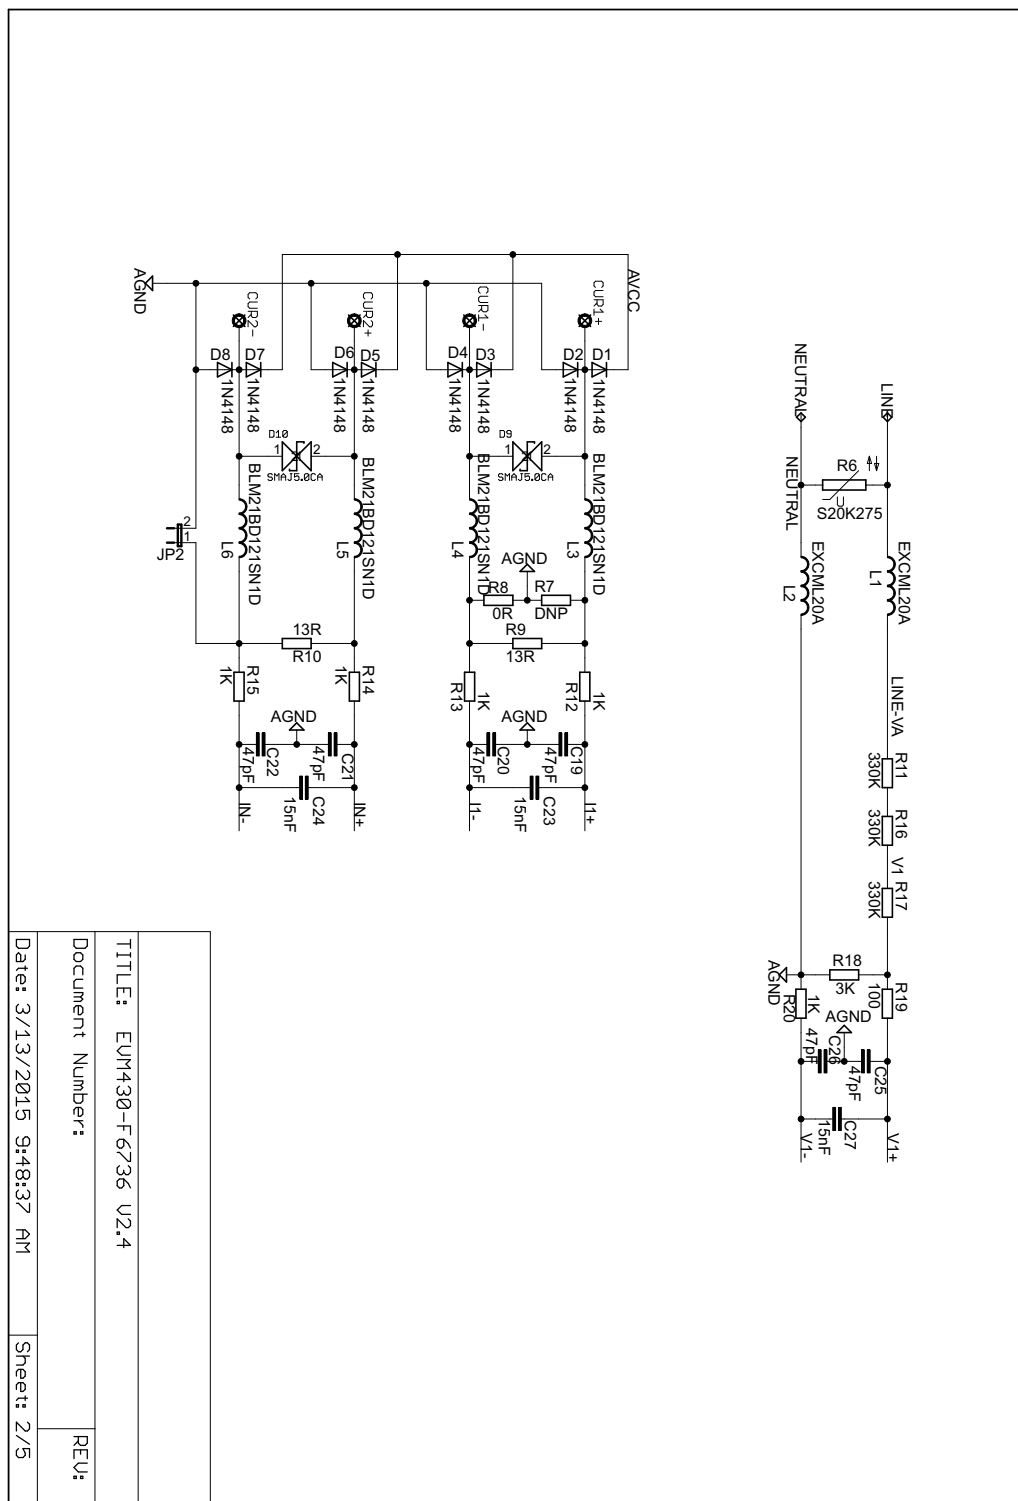 AVCC
AGND
CUR2-
CUR2+
CUR1-
CUR1+
D8
D7
D6
D5
D4
D3
D2
D1
1N4148
1N4148
1N4148
1N4148
1N4148
1N4148
1N4148
1N4148
D10
1
2
SMAJ5.0CA
D9
1
2
SMAJ5.0CA
BLM21BD121SN1D
L6
BLM21BD121SN1D
L5
BLM21BD121SN1D
L4
BLM21BD121SN1D
L3
2
1
JP2
AGND
R8
0R
R7
DNP
13R
R10
R9
13R
R15
1K
R14
1K
R13
1K
R12
1K
AGND
AGND
C22
47pF
C21
47pF
C20
47pF
C19
47pF
C24
15nF
C23
15nF
IN-
IN+
I1-
I1+
NEUTRAL
LINE
R6
U
S20K275
NEUTRAL
EXCML20A
L2
EXCML20A
L1
LINE-VA
R11
330K
R16
330K
V1
R17
330K
R18
3K
AGND
R19
100
R20
1K
AGND
C26
47pF
C25
47pF
C27
15nF
V1-
V1+
TITLE: EVM430-F6736 V2.4
Document Number:
REV:
Date: 3/13/2015 9:48:37 AM
Sheet: 2/5